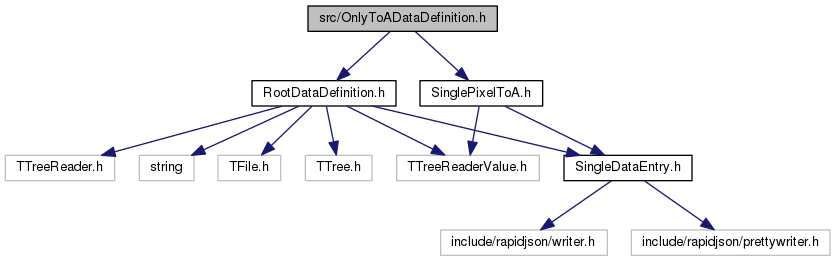 src/OnlyToADataDefinition.h
RootDataDefinition.h
SinglePixelToA.h
TTreeReader.h
string
TFile.h
TTree.h
TTreeReaderValue.h
SingleDataEntry.h
include/rapidjson/writer.h
include/rapidjson/prettywriter.h